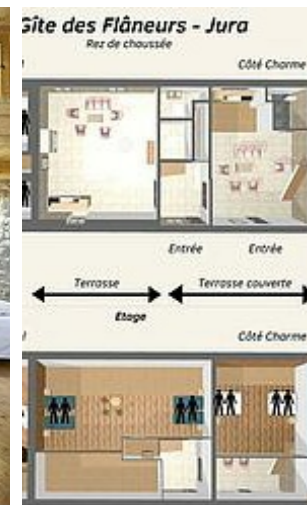 Gîte des Flâneurs - Jura
Rez de chaussée
Côté Charme
Entrée Entrée
Terrasse Terrasse couverte
Etage
Côté Charme